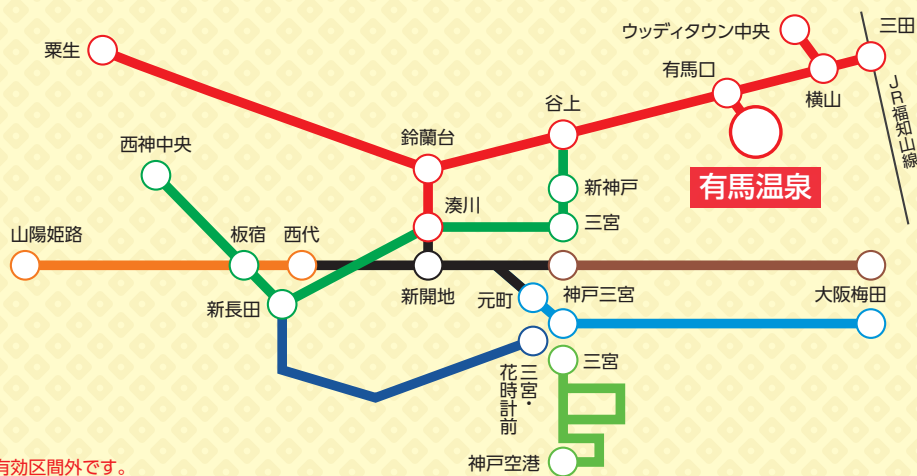 ウッディタウン中央
三田
粟生
有馬口
横山
JR福知山線
谷上
鈴蘭台
西神中央
新神戸
有馬温泉
湊川
三宮
山陽姫路
板宿
西代
新開地
元町
神戸三宮
大阪梅田
新長田
三宮
三宮・
花時計前
神戸空港
有効区間外です。